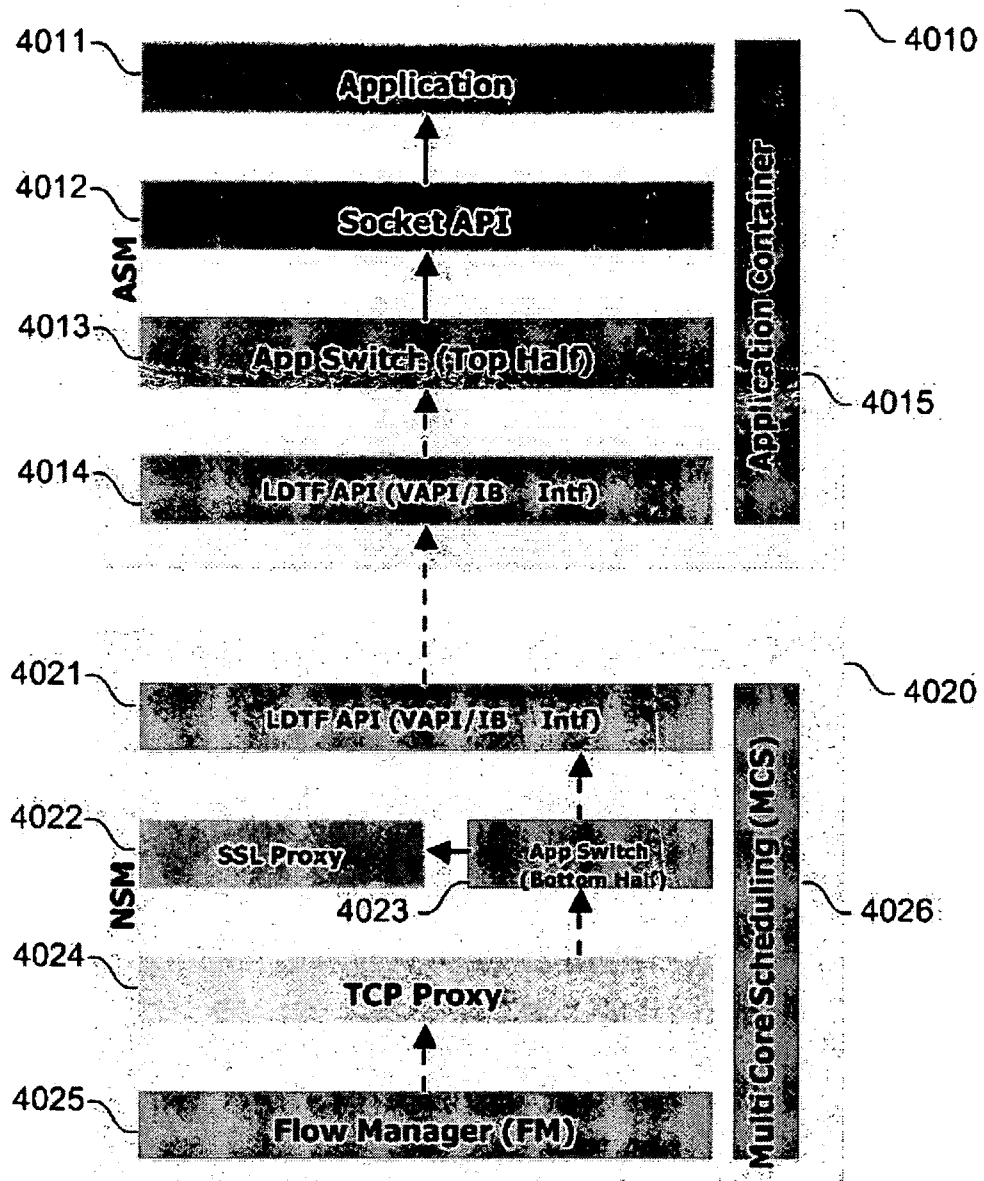 4010
4011
Application
4012
Socket API
ASM
4013
App Switch (Top Half)
4014
LDTF API (VAPI/IB Intf)
Application Container
4015
4020
4021
LDTF API (VAPI/IB Intf)
4022
SSL Proxy
App Switch
(Bottom Half)
4023
NSM
4024
TCP Proxy
4025
Flow Manager (FM)
Multi Core Scheduling (MCS)
4026